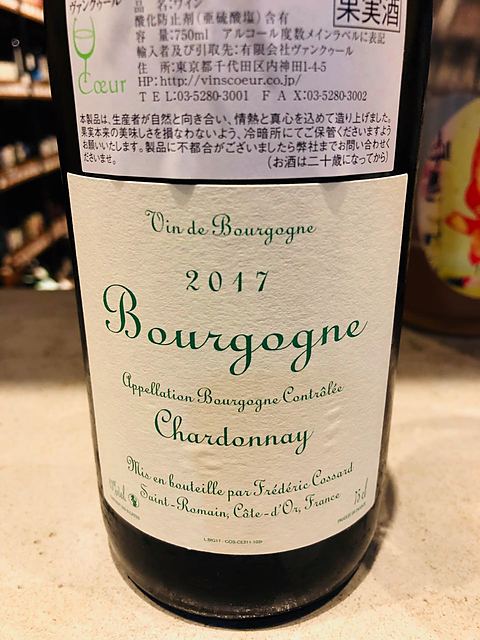 ヴァンクゥール
Cœur
品 名:ワイン
果実酒
酸化防止剤(亜硫酸塩)含有
容 量:750ml アルコール度数メインラベルに表記
輸入者及び引取先:有限会社ヴァンクゥール
住 所:東京都千代田区内神田1-4-5
HP:http://vinscoeur.co.jp/
TEL:03-5280-3001 FAX:03-5280-3002
本製品は、生産者が自然と向き合い、情熱と真心を込めて造り上げました。
果実本来の美味しさを損なわないよう、冷暗所にてご保管くださいますよう
お願いいたします。製品に不都合がございましたら弊社までお問い合わせく
ださいませ。 (お酒は二十歳になってから)
Vin de Bourgogne
2017
Bourgogne
Appellation Bourgogne Contrôlée
Chardonnay
Mis en bouteille par Frédéric Cossard
Saint-Romain, Côte-d'Or, France
75 cl